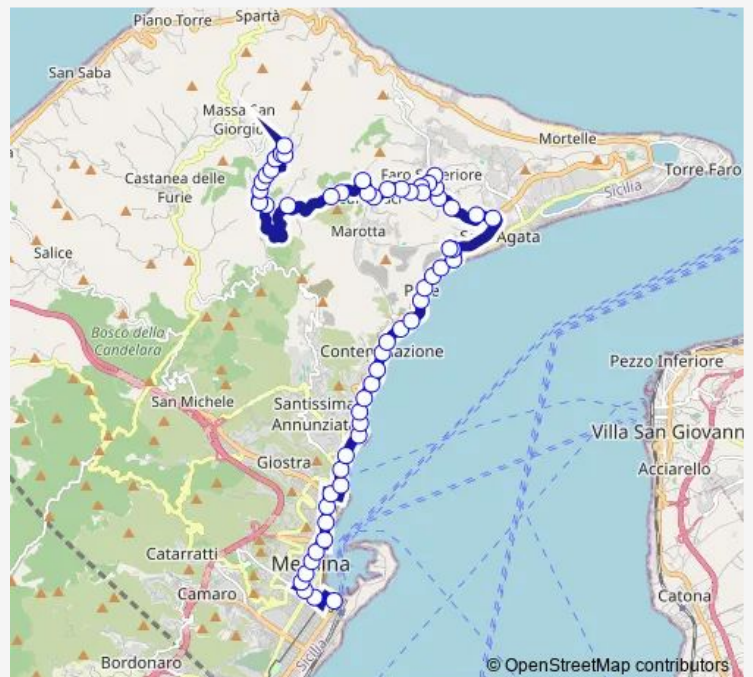 Piano Torre
Spartà
San Saba
Massa San
Giorgio
Mortelle
Castanea delle
Furie
Faro Superiore
Torre Faro
Sicilia
Marotta
Agata
Salice
Bosco della
Candelara
Contemplazione
Pezzo Inferiore
San Michele
Santissima
Annunziata
Villa San Giovann
Giostra
Acciarello
Catarratti
Messina
Camaro
Catona
Sicilia
Bordonaro
© OpenStreetMap contributors